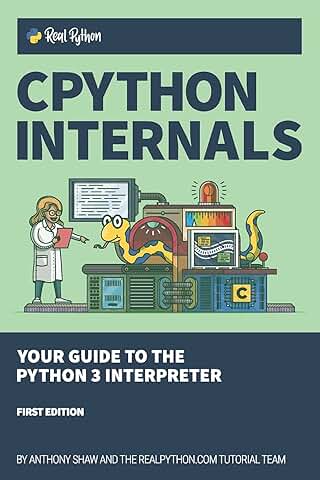 Real Python
CPYTHON
INTERNALS
C
YOUR GUIDE TO THE
PYTHON 3 INTERPRETER
FIRST EDITION
BY ANTHONY SHAW AND THE REALPYTHON.COM TUTORIAL TEAM